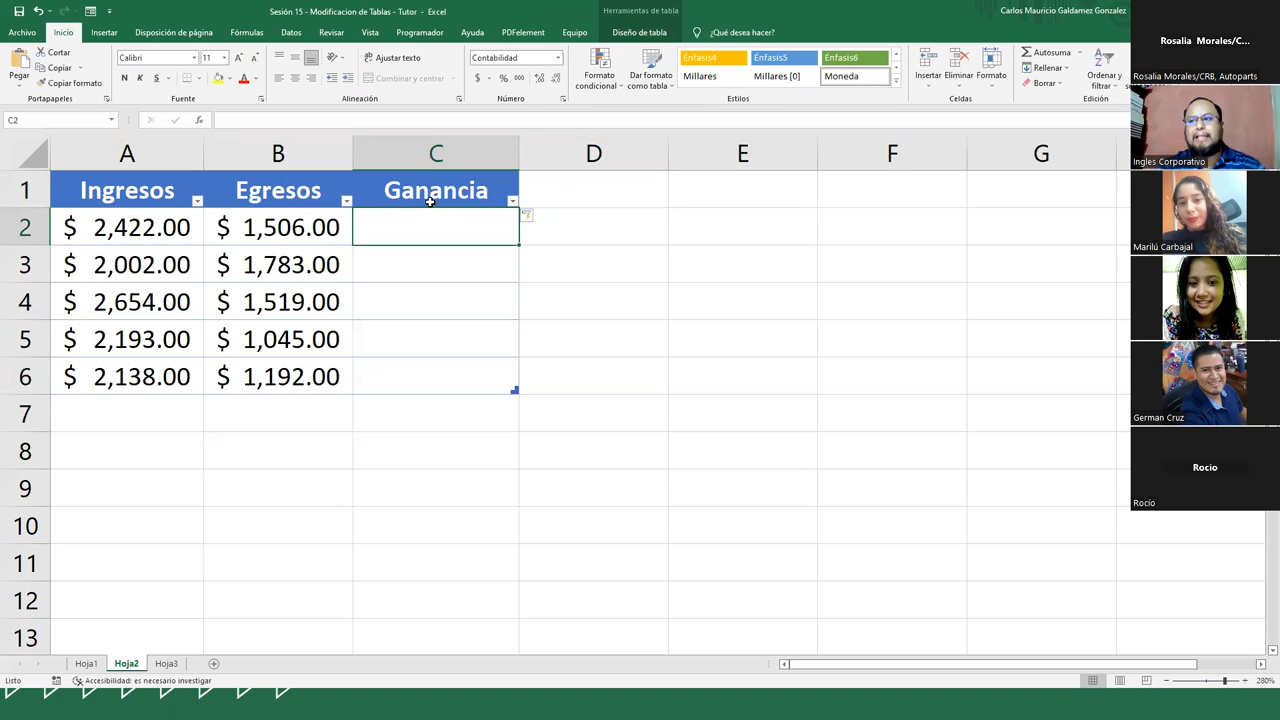 Sesión 15 - Modificacion de Tablas - Tutor - Excel
Herramientas de tabla
Carlos Mauricio Galdamez Gonzalez
Archivo Inicio Insertar Disposición de página Fórmulas Datos Revisar Vista Programador Ayuda PDFelement Equipo Diseño de tabla ¿Qué desea hacer?
Pegar
Cortar
Copiar
Copiar formato
Portapapeles
Calibri 11
N K S
Fuente
Ajustar texto
Combinar y centrar
Alineación
Contabilidad
$ % 000
Número
Formato condicional
Dar formato como tabla
Énfasis4 Énfasis5 Énfasis6
Millares Millares [0] Moneda
Estilos
Insertar Eliminar Formato
Celdas
Autosuma
Rellenar
Borrar
Ordenar y filtrar
Edición
C2 fx
A B C D E F G
1 Ingresos Egresos Ganancia
2 $ 2,422.00 $ 1,506.00
3 $ 2,002.00 $ 1,783.00
4 $ 2,654.00 $ 1,519.00
5 $ 2,193.00 $ 1,045.00
6 $ 2,138.00 $ 1,192.00
7
8
9
10
11
12
13
Hoja1 Hoja2 Hoja3
Listo Accesibilidad: es necesario investigar 280%
Rosalia Morales/C...
Rosalia Morales/CRB, Autoparts
Ingles Corporativo
Marilú Carbajal
German Cruz
Rocio
Rocío